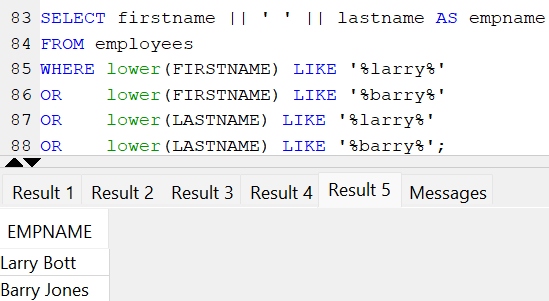 83 SELECT firstname || ' ' || lastname AS empname
84 FROM employees
85 WHERE lower(FIRSTNAME) LIKE '%larry%'
86 OR    lower(FIRSTNAME) LIKE '%barry%'
87 OR    lower(LASTNAME) LIKE '%larry%'
88 OR    lower(LASTNAME) LIKE '%barry%';
Result 1 Result 2 Result 3 Result 4 Result 5 Messages
EMPNAME
Larry Bott
Barry Jones